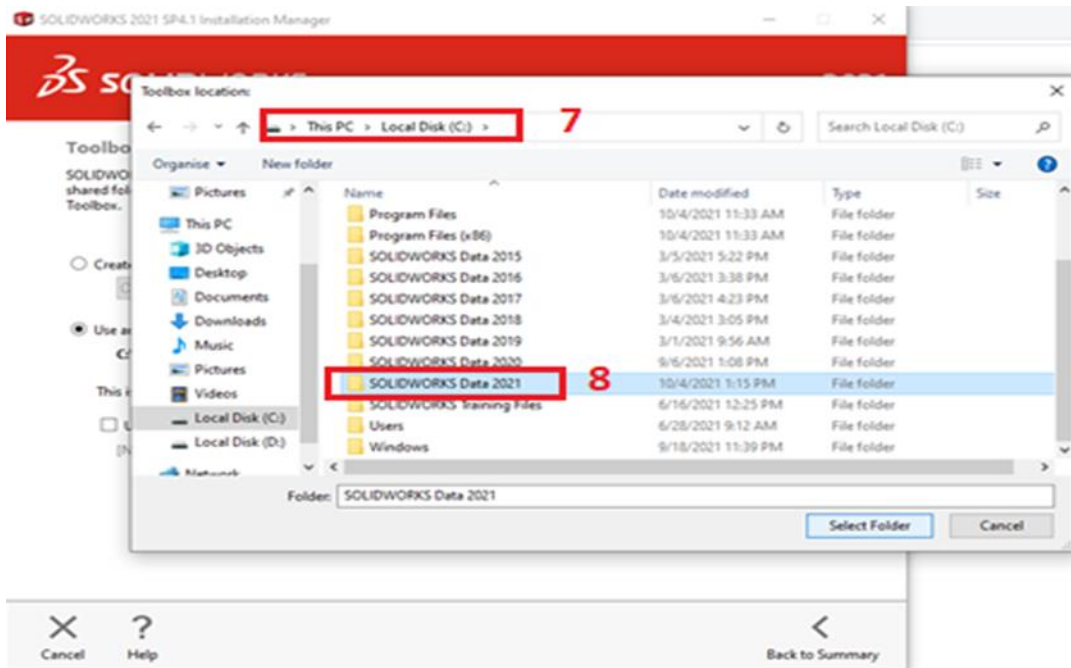 SOLIDWORKS 2021 SP4.1 Installation Manager
Toolbox location:
This PC > Local Disk (C:) >
7
Search Local Disk (C:)
Toolbo
SOLIDWO
shared fol
Toolbox.
Organise
New folder
Name
Date modified
Type
Size
Pictures
This PC
3D Objects
Desktop
Documents
Downloads
Music
Pictures
Videos
Local Disk (C:)
Local Disk (D:)
Network
Program Files 10/4/2021 11:33 AM File folder
Program Files (x86) 10/4/2021 11:33 AM File folder
SOLIDWORKS Data 2015 3/5/2021 5:22 PM File folder
SOLIDWORKS Data 2016 3/6/2021 3:38 PM File folder
SOLIDWORKS Data 2017 3/6/2021 4:23 PM File folder
SOLIDWORKS Data 2018 3/4/2021 3:05 PM File folder
SOLIDWORKS Data 2019 3/1/2021 9:56 AM File folder
SOLIDWORKS Data 2020 9/6/2021 1:08 PM File folder
SOLIDWORKS Data 2021 10/4/2021 1:15 PM File folder
8
SOLIDWORKS Training Files 6/16/2021 12:25 PM File folder
Users 6/28/2021 9:12 AM File folder
Windows 9/18/2021 11:39 PM File folder
Create
Use a
C:
This i
Folder: SOLIDWORKS Data 2021
Select Folder
Cancel
Cancel
Help
Back to Summary